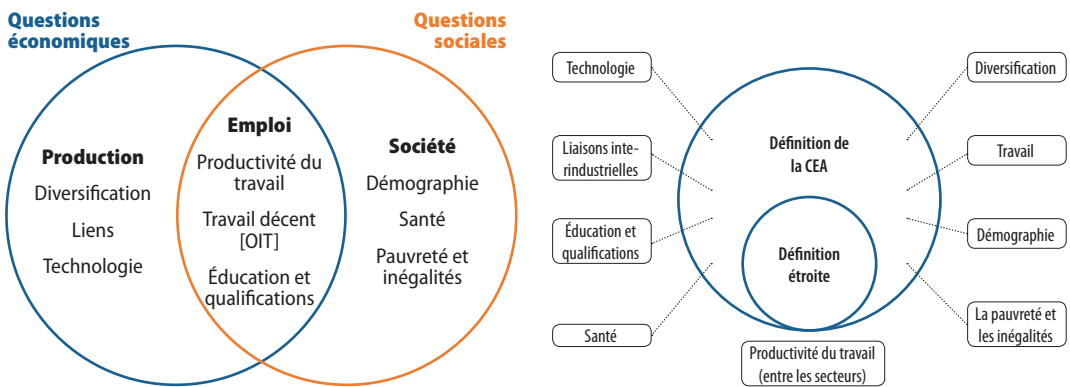 Questions
économiques
Questions
sociales
Production
Diversification
Liens
Technologie
Emploi
Productivité du
travail
Travail décent
[OIT]
Éducation et
qualifications
Société
Démographie
Santé
Pauvreté et
inégalités
Technologie
Liaisons inte-
rindustrielles
Éducation et
qualifications
Santé
Définition de
la CEA
Définition
étroite
Productivité du travail
(entre les secteurs)
Diversification
Travail
Démographie
La pauvreté et
les inégalités